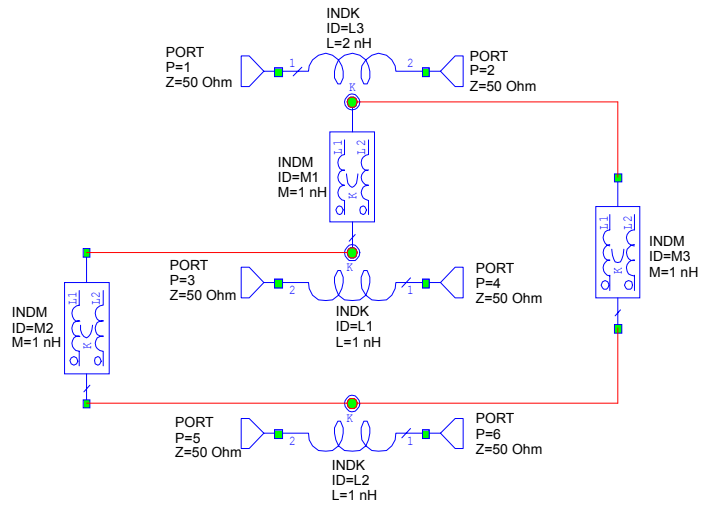 INDK
ID=L3
L=2 nH
PORT
P=1
Z=50 Ohm
1
2
PORT
P=2
Z=50 Ohm
K
INDM
ID=M1
M=1 nH
L1
L2
K
INDM
ID=M3
M=1 nH
L1
L2
K
PORT
P=3
Z=50 Ohm
K
2
1
PORT
P=4
Z=50 Ohm
INDK
ID=L1
L=1 nH
INDM
ID=M2
M=1 nH
L1
L2
K
PORT
P=5
Z=50 Ohm
K
2
1
PORT
P=6
Z=50 Ohm
INDK
ID=L2
L=1 nH